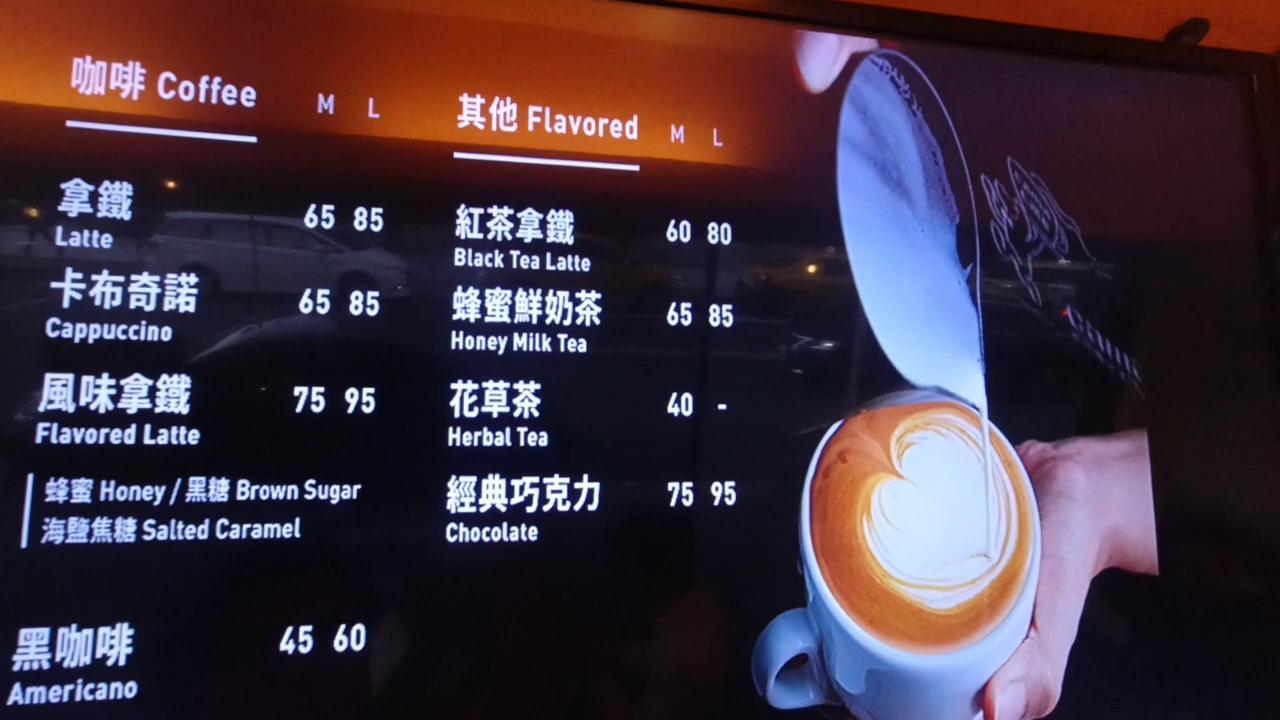 咖啡 Coffee M L
拿鐵 65 85
Latte
卡布奇諾 65 85
Cappuccino
風味拿鐵 75 95
Flavored Latte
蜂蜜 Honey / 黑糖 Brown Sugar
海鹽焦糖 Salted Caramel
黑咖啡 45 60
Americano
其他 Flavored M L
紅茶拿鐵 60 80
Black Tea Latte
蜂蜜鮮奶茶 65 85
Honey Milk Tea
花草茶 40 -
Herbal Tea
經典巧克力 75 95
Chocolate